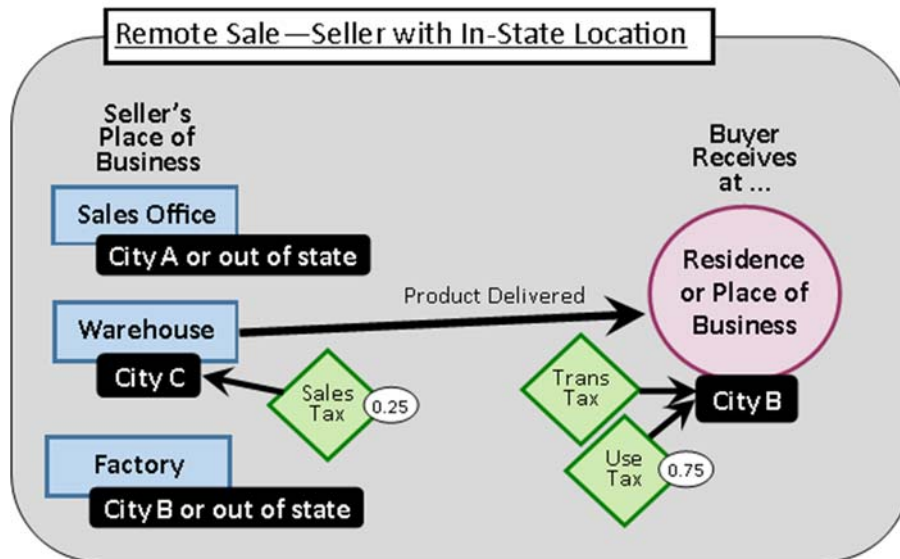 Remote Sale—Seller with In-State Location
Seller's
Place of
Business
Sales Office
City A or out of state
Warehouse
City C
Factory
City B or out of state
Product Delivered
Sales
Tax
0.25
Buyer
Receives
at ...
Residence
or Place of
Business
City B
Trans
Tax
Use
Tax
0.75